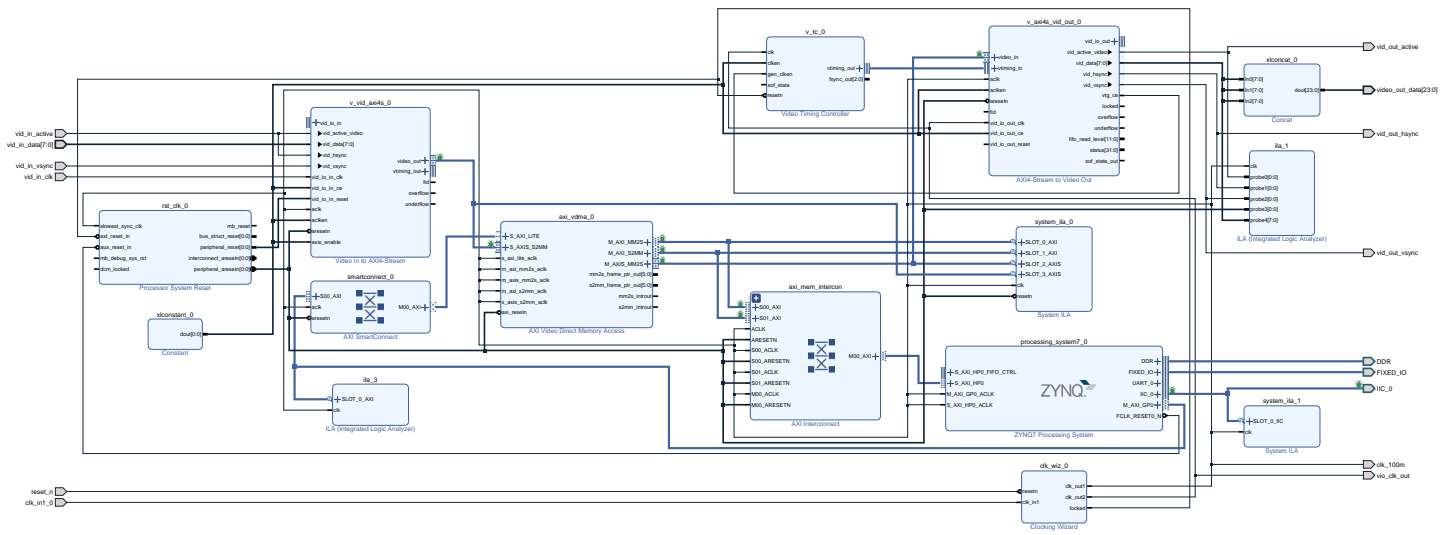 vid_in_active
vid_in_data[7:0]
vid_in_vsync
vid_in_clk
reset_n
clk_in1_0
rst_clk_0
slowest_sync_clk
ext_reset_in
aux_reset_in
mb_debug_sys_rst
dcm_locked
mb_reset
bus_struct_reset[0:0]
peripheral_reset[0:0]
interconnect_aresetn[0:0]
peripheral_aresetn[0:0]
Processor System Reset
xlconstant_0
dout[0:0]
Constant
v_vid_axi4s_0
vid_io_in
vid_active_video
vid_data[7:0]
vid_hsync
vid_vsync
vid_io_in_clk
vid_io_in_ce
vid_io_in_reset
aclk
aclken
aresetn
axis_enable
video_out
vtiming_out
fid
overflow
underflow
Video In to AXI4-Stream
smartconnect_0
S00_AXI
aresetn
M00_AXI
AXI SmartConnect
ila_3
SLOT_0_AXI
clk
ILA (Integrated Logic Analyzer)
axi_vdma_0
S_AXI_LITE
S_AXIS_S2MM
s_axi_lite_aclk
m_axi_mm2s_aclk
m_axis_mm2s_aclk
m_axi_s2mm_aclk
s_axis_s2mm_aclk
axi_resetn
M_AXI_MM2S
M_AXI_S2MM
M_AXIS_MM2S
mm2s_frame_ptr_out[5:0]
s2mm_frame_ptr_out[5:0]
mm2s_introut
s2mm_introut
AXI Video Direct Memory Access
v_tc_0
clk
clken
gen_clken
sof_state
resetn
vtiming_out
fsync_out[2:0]
Video Timing Controller
axi_mem_intercon
S00_AXI
S01_AXI
ACLK
ARESETN
S00_ACLK
S00_ARESETN
S01_ACLK
S01_ARESETN
M00_ACLK
M00_ARESETN
M00_AXI
AXI Interconnect
v_axi4s_vid_out_0
video_in
vtiming_in
aclk
aclken
aresetn
fid
vid_io_out_clk
vid_io_out_ce
vid_io_out_reset
vid_io_out
vid_active_video
vid_data[7:0]
vid_hsync
vid_vsync
vtg_ce
locked
overflow
underflow
fifo_read_level[11:0]
status[31:0]
sof_state_out
AXI4-Stream to Video Out
system_ila_0
SLOT_0_AXI
SLOT_1_AXI
SLOT_2_AXIS
SLOT_3_AXIS
clk
resetn
System ILA
processing_system7_0
S_AXI_HP0_FIFO_CTRL
S_AXI_HP0
M_AXI_GP0_ACLK
S_AXI_HP0_ACLK
ZYNQ
DDR
FIXED_IO
UART_0
IIC_0
M_AXI_GP0
FCLK_RESET0_N
ZYNQ7 Processing System
clk_wiz_0
resetn
clk_in1
clk_out1
clk_out2
locked
Clocking Wizard
xlconcat_0
In0[7:0]
In1[7:0]
In2[7:0]
dout[23:0]
Concat
ila_1
clk
probe0[0:0]
probe1[0:0]
probe2[0:0]
probe3[0:0]
probe4[7:0]
ILA (Integrated Logic Analyzer)
system_ila_1
SLOT_0_IIC
clk
System ILA
vid_out_active
video_out_data[23:0]
vid_out_hsync
vid_out_vsync
DDR
FIXED_IO
IIC_0
clk_100m
vio_clk_out